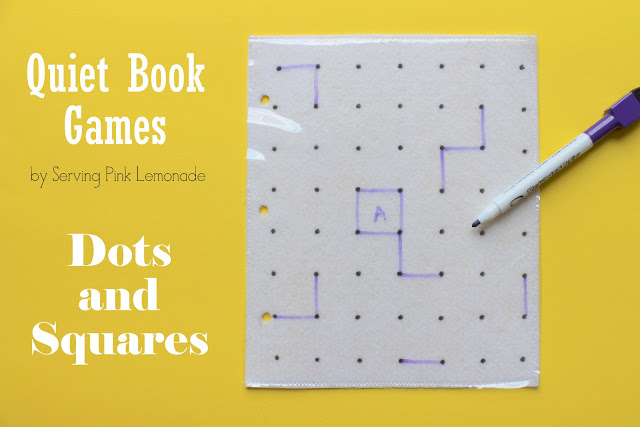 Quiet Book
Games
by Serving Pink Lemonade
Dots
and
Squares
A